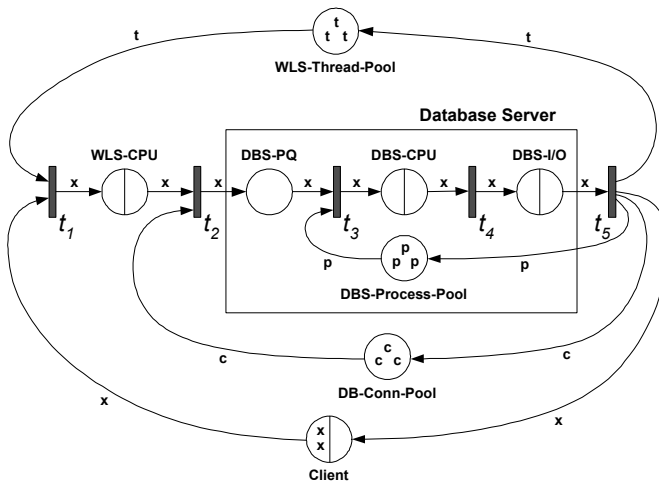 t
t
t
t t
WLS-Thread-Pool
Database Server
WLS-CPU
DBS-PQ
DBS-CPU
DBS-I/O
x
x
x
x
x
x
x
x
t1
t2
t3
t4
t5
p
p p
p
p
DBS-Process-Pool
c
c c
c
c
DB-Conn-Pool
x
x
x
x
Client